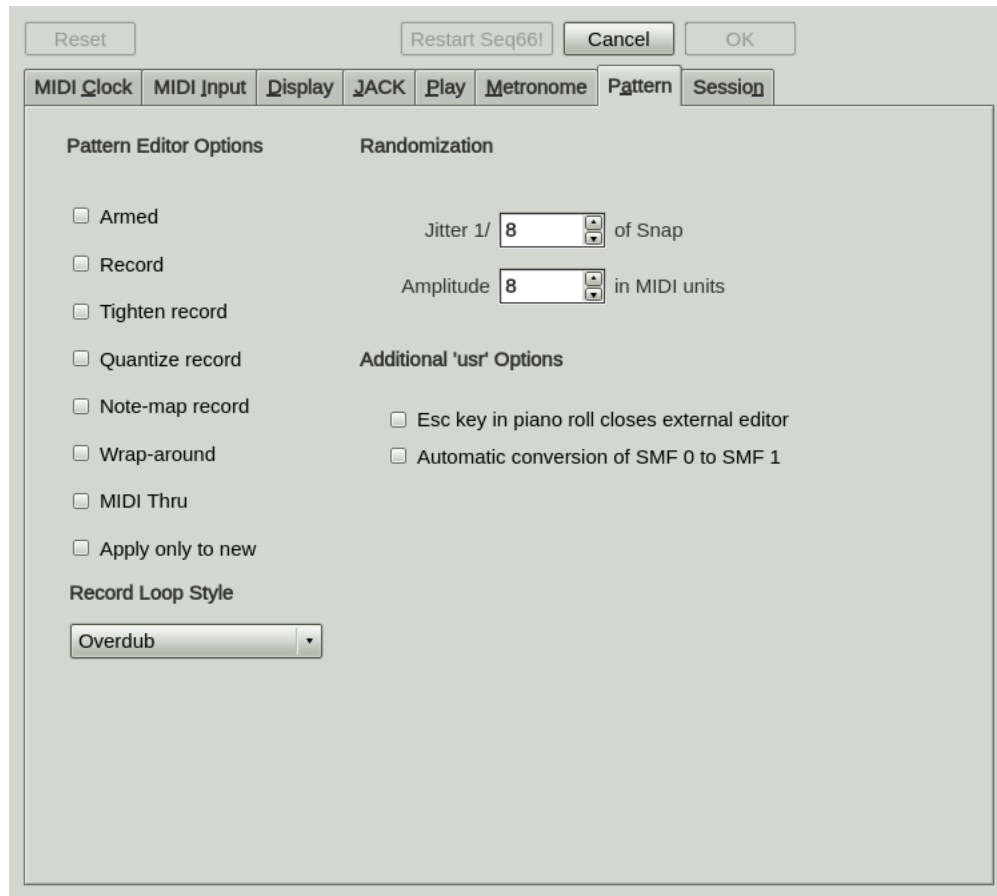 Reset Restart Seq66! Cancel OK
MIDI Clock MIDI Input Display JACK Play Metronome Pattern Session
Pattern Editor Options
Armed
Record
Tighten record
Quantize record
Note-map record
Wrap-around
MIDI Thru
Apply only to new
Record Loop Style
Overdub
Randomization
Jitter 1/ 8 of Snap
Amplitude 8 in MIDI units
Additional 'usr' Options
Esc key in piano roll closes external editor
Automatic conversion of SMF 0 to SMF 1